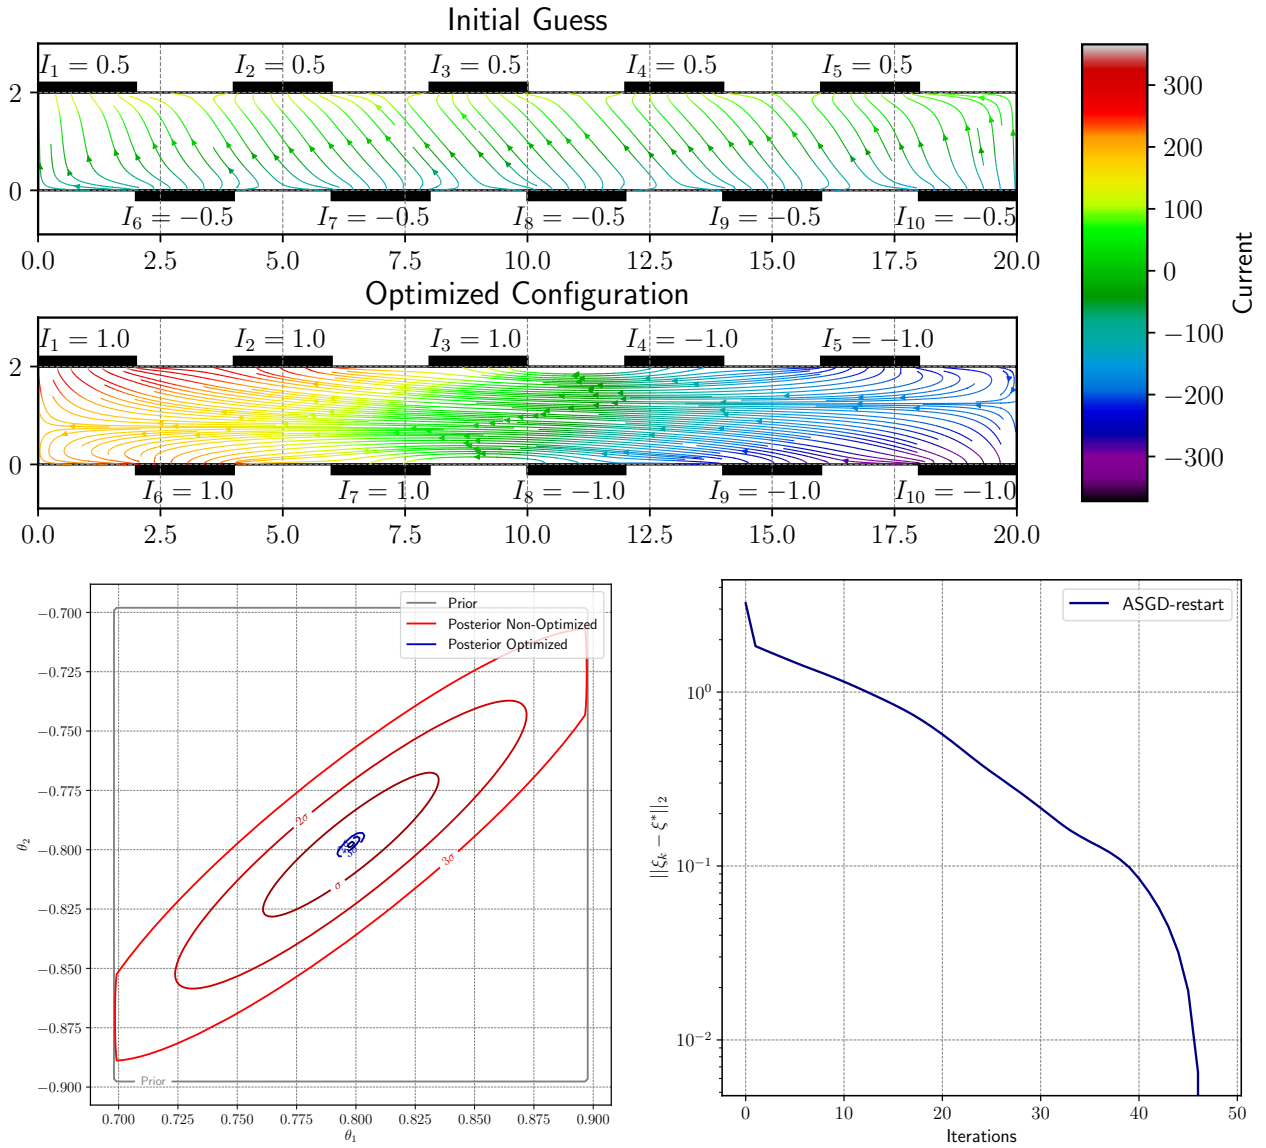 Initial Guess
I1 = 0.5 I2 = 0.5 I3 = 0.5 I4 = 0.5 I5 = 0.5
2
0
I6 = −0.5 I7 = −0.5 I8 = −0.5 I9 = −0.5 I10 = −0.5
0.0 2.5 5.0 7.5 10.0 12.5 15.0 17.5 20.0
Optimized Configuration
I1 = 1.0 I2 = 1.0 I3 = 1.0 I4 = −1.0 I5 = −1.0
2
0
I6 = 1.0 I7 = 1.0 I8 = −1.0 I9 = −1.0 I10 = −1.0
0.0 2.5 5.0 7.5 10.0 12.5 15.0 17.5 20.0
300
200
100
0
−100
−200
−300
Current
Prior
Posterior Non-Optimized
Posterior Optimized
−0.700
−0.725
−0.750
−0.775
−0.800
−0.825
−0.850
−0.875
−0.900
θ2
2σ
σ
3σ
Prior
0.700 0.725 0.750 0.775 0.800 0.825 0.850 0.875 0.900
θ1
ASGD-restart
10⁰
10⁻¹
10⁻²
||ξk − ξ*||2
0 10 20 30 40 50
Iterations